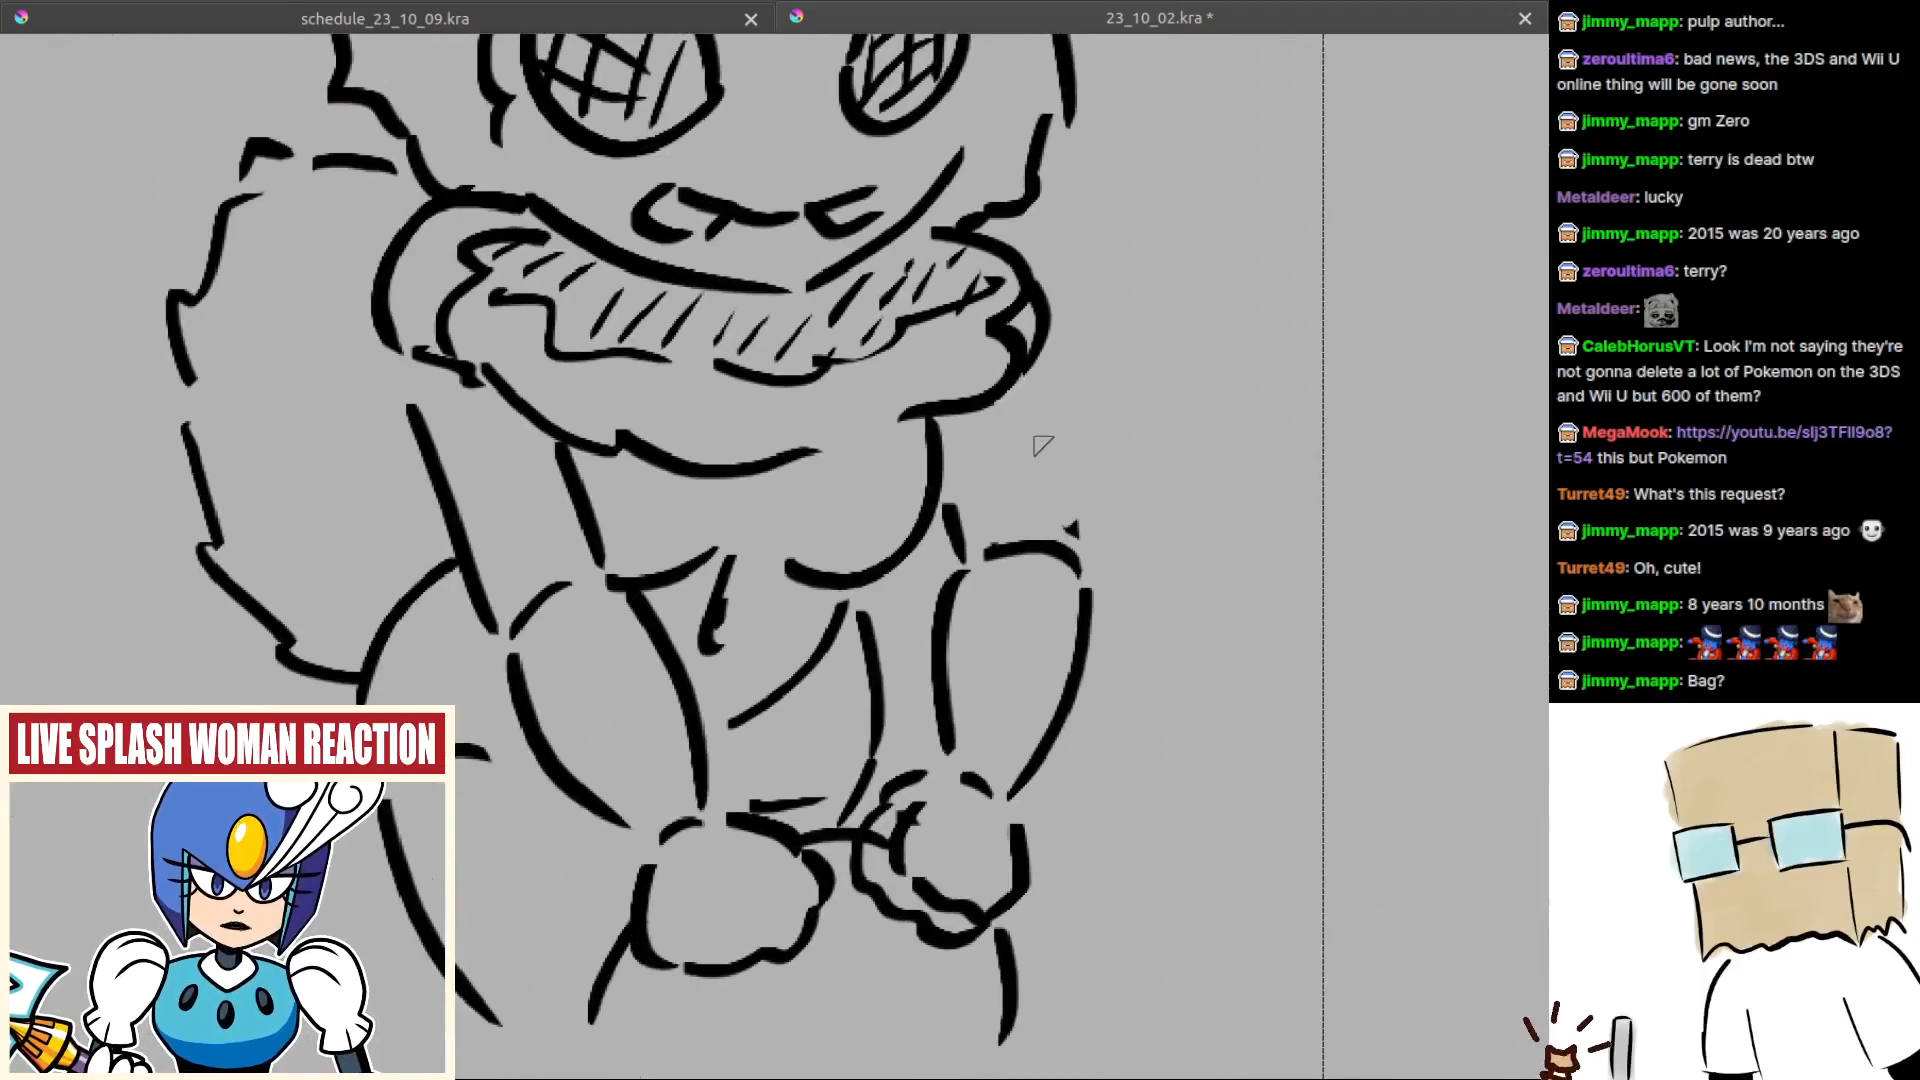 schedule_23_10_09.kra
23_10_02.kra *
jimmy_mapp: pulp author...
zeroultima6: bad news, the 3DS and Wii U
online thing will be gone soon
jimmy_mapp: gm Zero
jimmy_mapp: terry is dead btw
Metaldeer: lucky
jimmy_mapp: 2015 was 20 years ago
zeroultima6: terry?
Metaldeer:
CalebHorusVT: Look I'm not saying they're
not gonna delete a lot of Pokemon on the 3DS
and Wii U but 600 of them?
MegaMook: https://youtu.be/slj3TFll9o8?
t=54 this but Pokemon
Turret49: What's this request?
jimmy_mapp: 2015 was 9 years ago
Turret49: Oh, cute!
jimmy_mapp: 8 years 10 months
jimmy_mapp:
jimmy_mapp: Bag?
LIVE SPLASH WOMAN REACTION